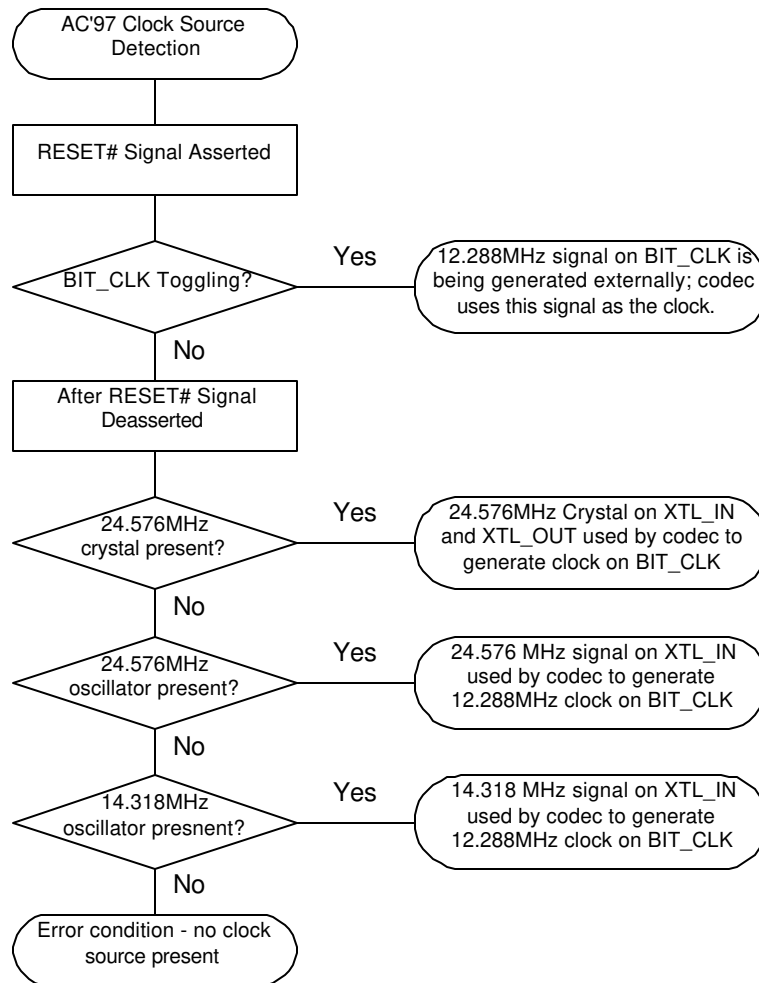 AC'97 Clock Source
Detection
RESET# Signal Asserted
BIT_CLK Toggling?
Yes
12.288MHz signal on BIT_CLK is
being generated externally; codec
uses this signal as the clock.
No
After RESET# Signal
Deasserted
24.576MHz
crystal present?
Yes
24.576MHz Crystal on XTL_IN
and XTL_OUT used by codec to
generate clock on BIT_CLK
No
24.576MHz
oscillator present?
Yes
24.576 MHz signal on XTL_IN
used by codec to generate
12.288MHz clock on BIT_CLK
No
14.318MHz
oscillator presnent?
Yes
14.318 MHz signal on XTL_IN
used by codec to generate
12.288MHz clock on BIT_CLK
No
Error condition - no clock
source present